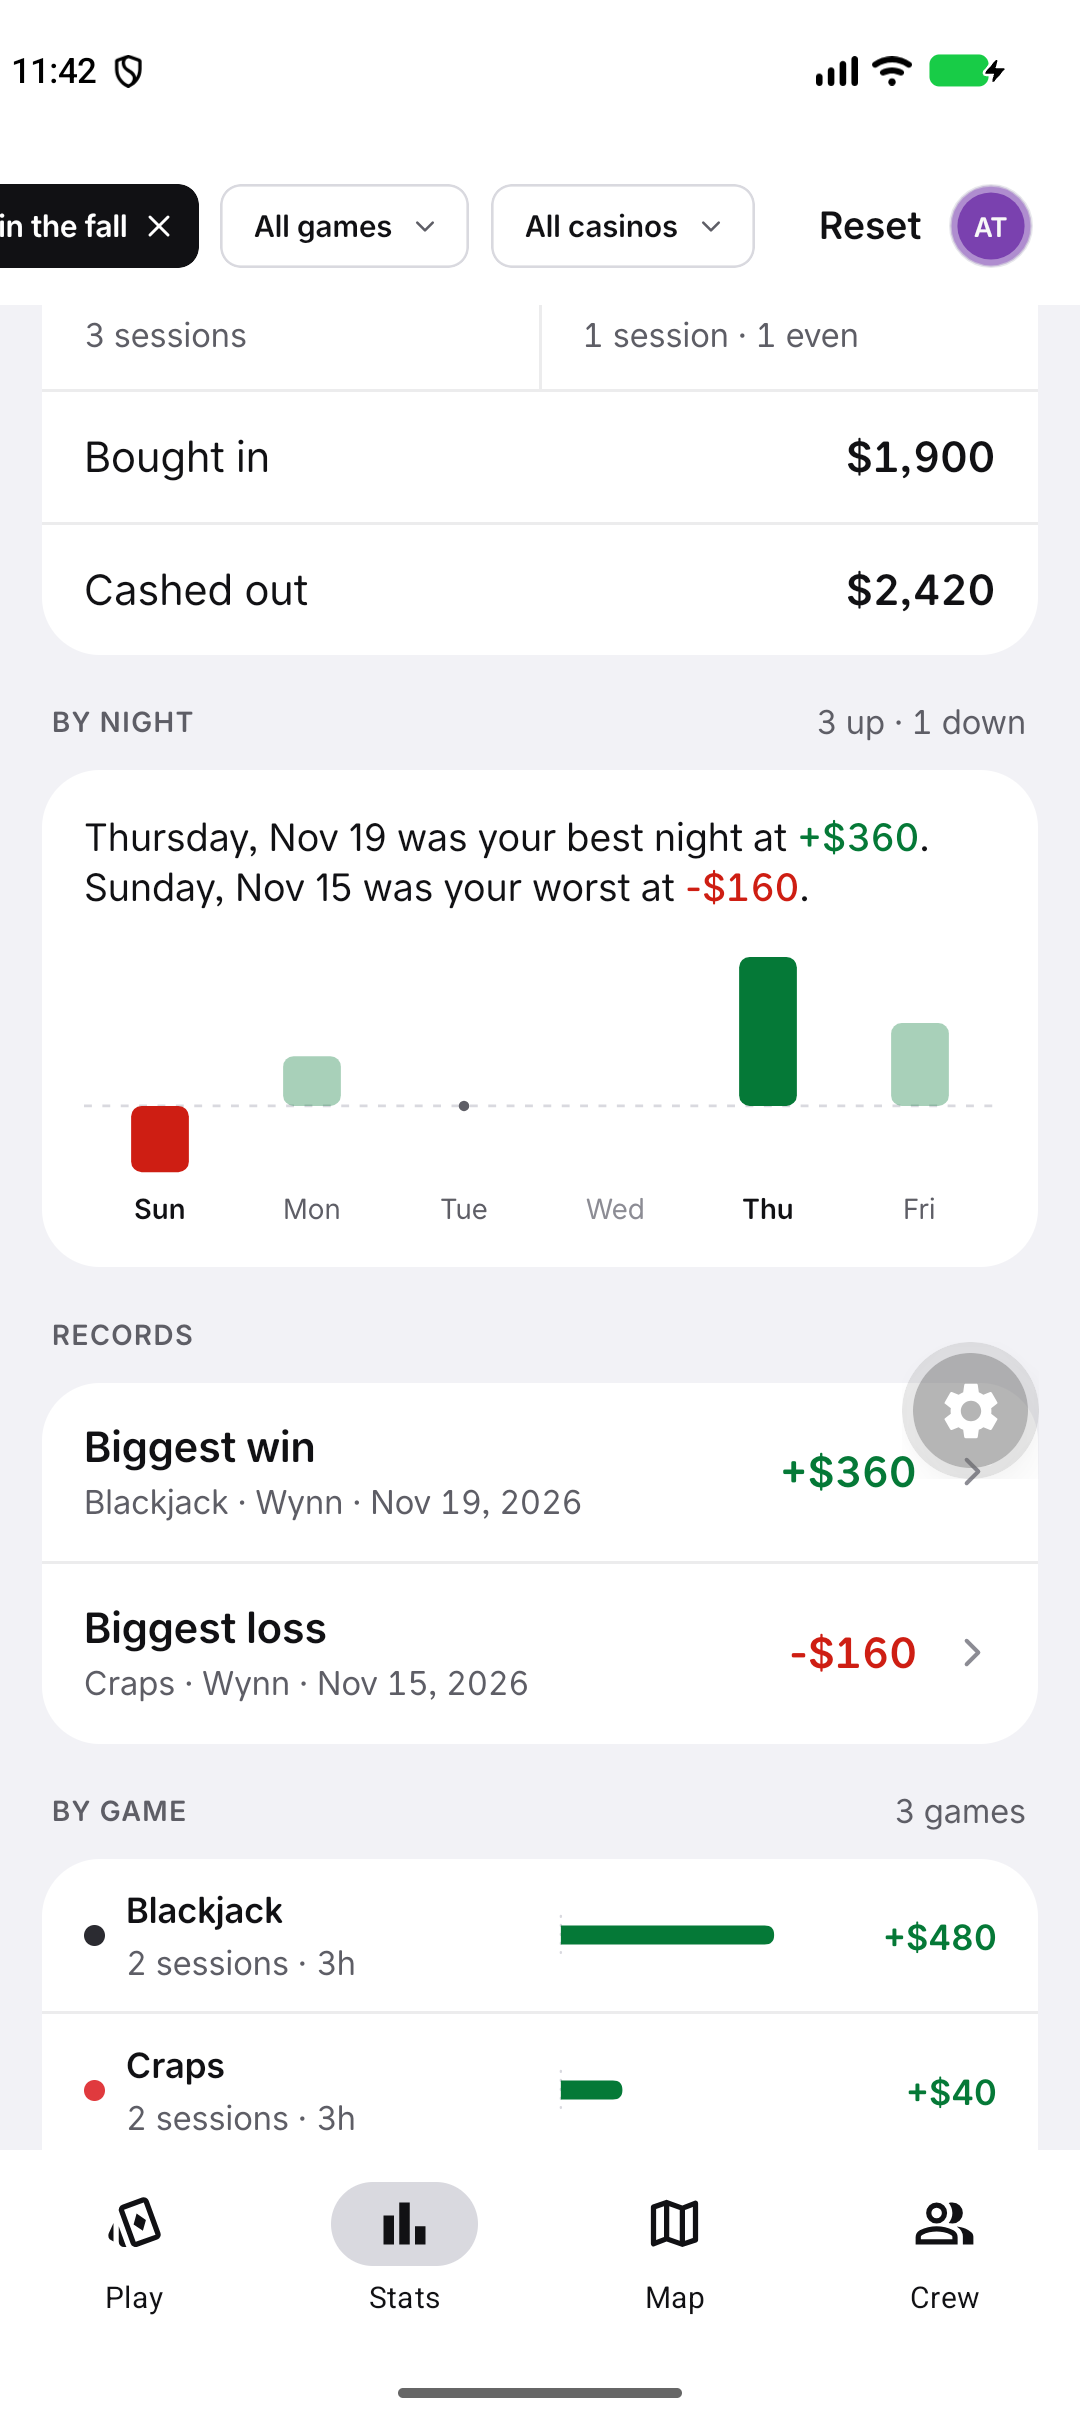 11:42
in the fall
All games
All casinos
Reset
AT
3 sessions
1 session · 1 even
Bought in
$1,900
Cashed out
$2,420
BY NIGHT
3 up · 1 down
Thursday, Nov 19 was your best night at +$360.
Sunday, Nov 15 was your worst at -$160.
Sun
Mon
Tue
Wed
Thu
Fri
RECORDS
Biggest win
Blackjack · Wynn · Nov 19, 2026
+$360
Biggest loss
Craps · Wynn · Nov 15, 2026
-$160
BY GAME
3 games
Blackjack
2 sessions · 3h
+$480
Craps
2 sessions · 3h
+$40
Play
Stats
Map
Crew